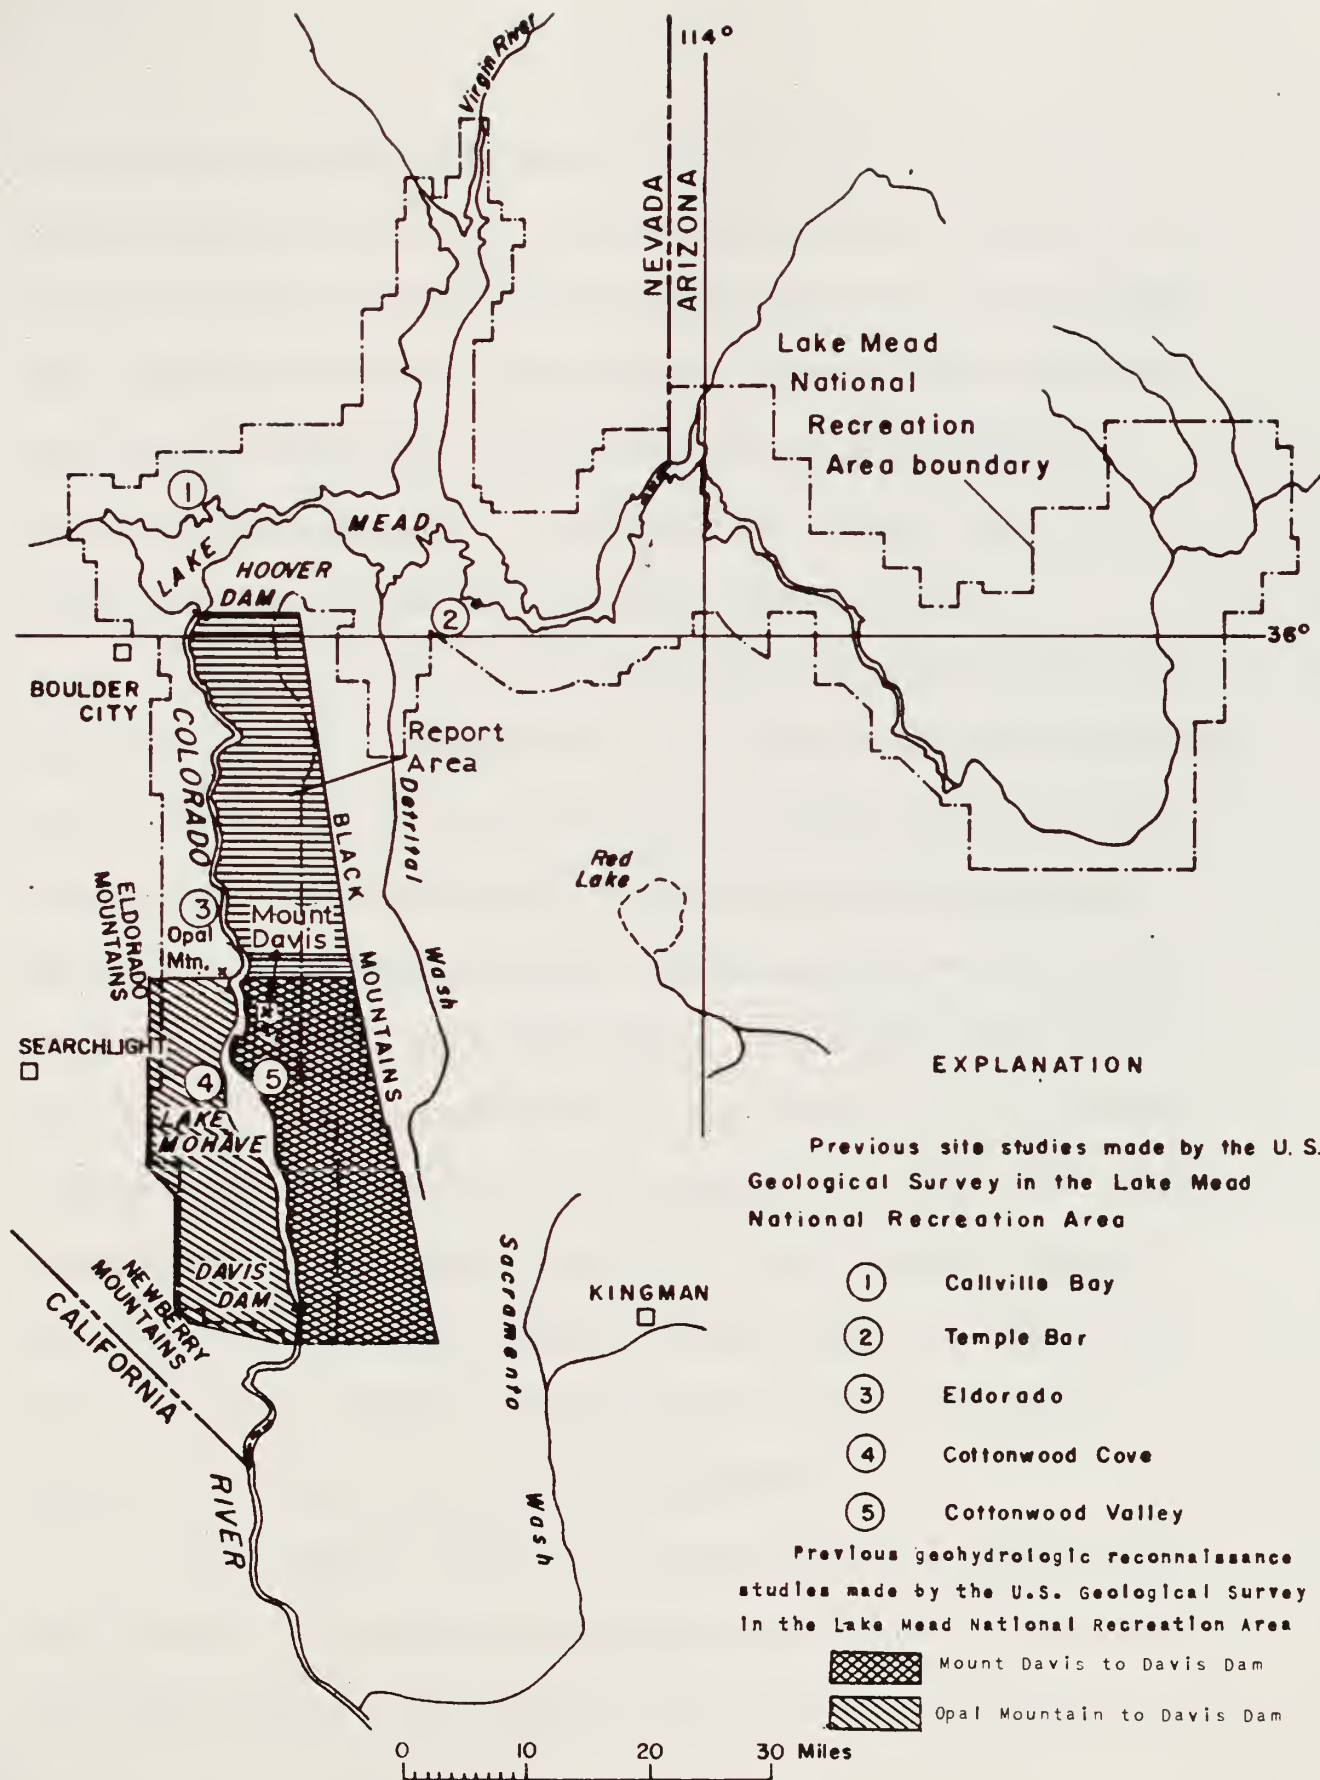 114°
Virgin River
NEVADA
ARIZONA
Lake Mead
National
Recreation
Area boundary
1
LAKE
MEAD
HOOVER
DAM
2
36°
BOULDER
CITY
COLORADO
Report
Area
Detrital
Wash
BLACK
MOUNTAINS
Red
Lake
ELDORADO
MOUNTAINS
3
Opal
Mtn.
x
Mount
Davis
x
SEARCHLIGHT
4
5
LAKE
MOHAVE
DAVIS
DAM
NEWBERRY
MOUNTAINS
CALIFORNIA
KINGMAN
Sacramento
Wash
RIVER
EXPLANATION
Previous site studies made by the U. S.
Geological Survey in the Lake Mead
National Recreation Area
1 Callville Bay
2 Temple Bar
3 Eldorado
4 Cottonwood Cove
5 Cottonwood Valley
Previous geohydrologic reconnaissance
studies made by the U.S. Geological Survey
in the Lake Mead National Recreation Area
Mount Davis to Davis Dam
Opal Mountain to Davis Dam
0 10 20 30 Miles